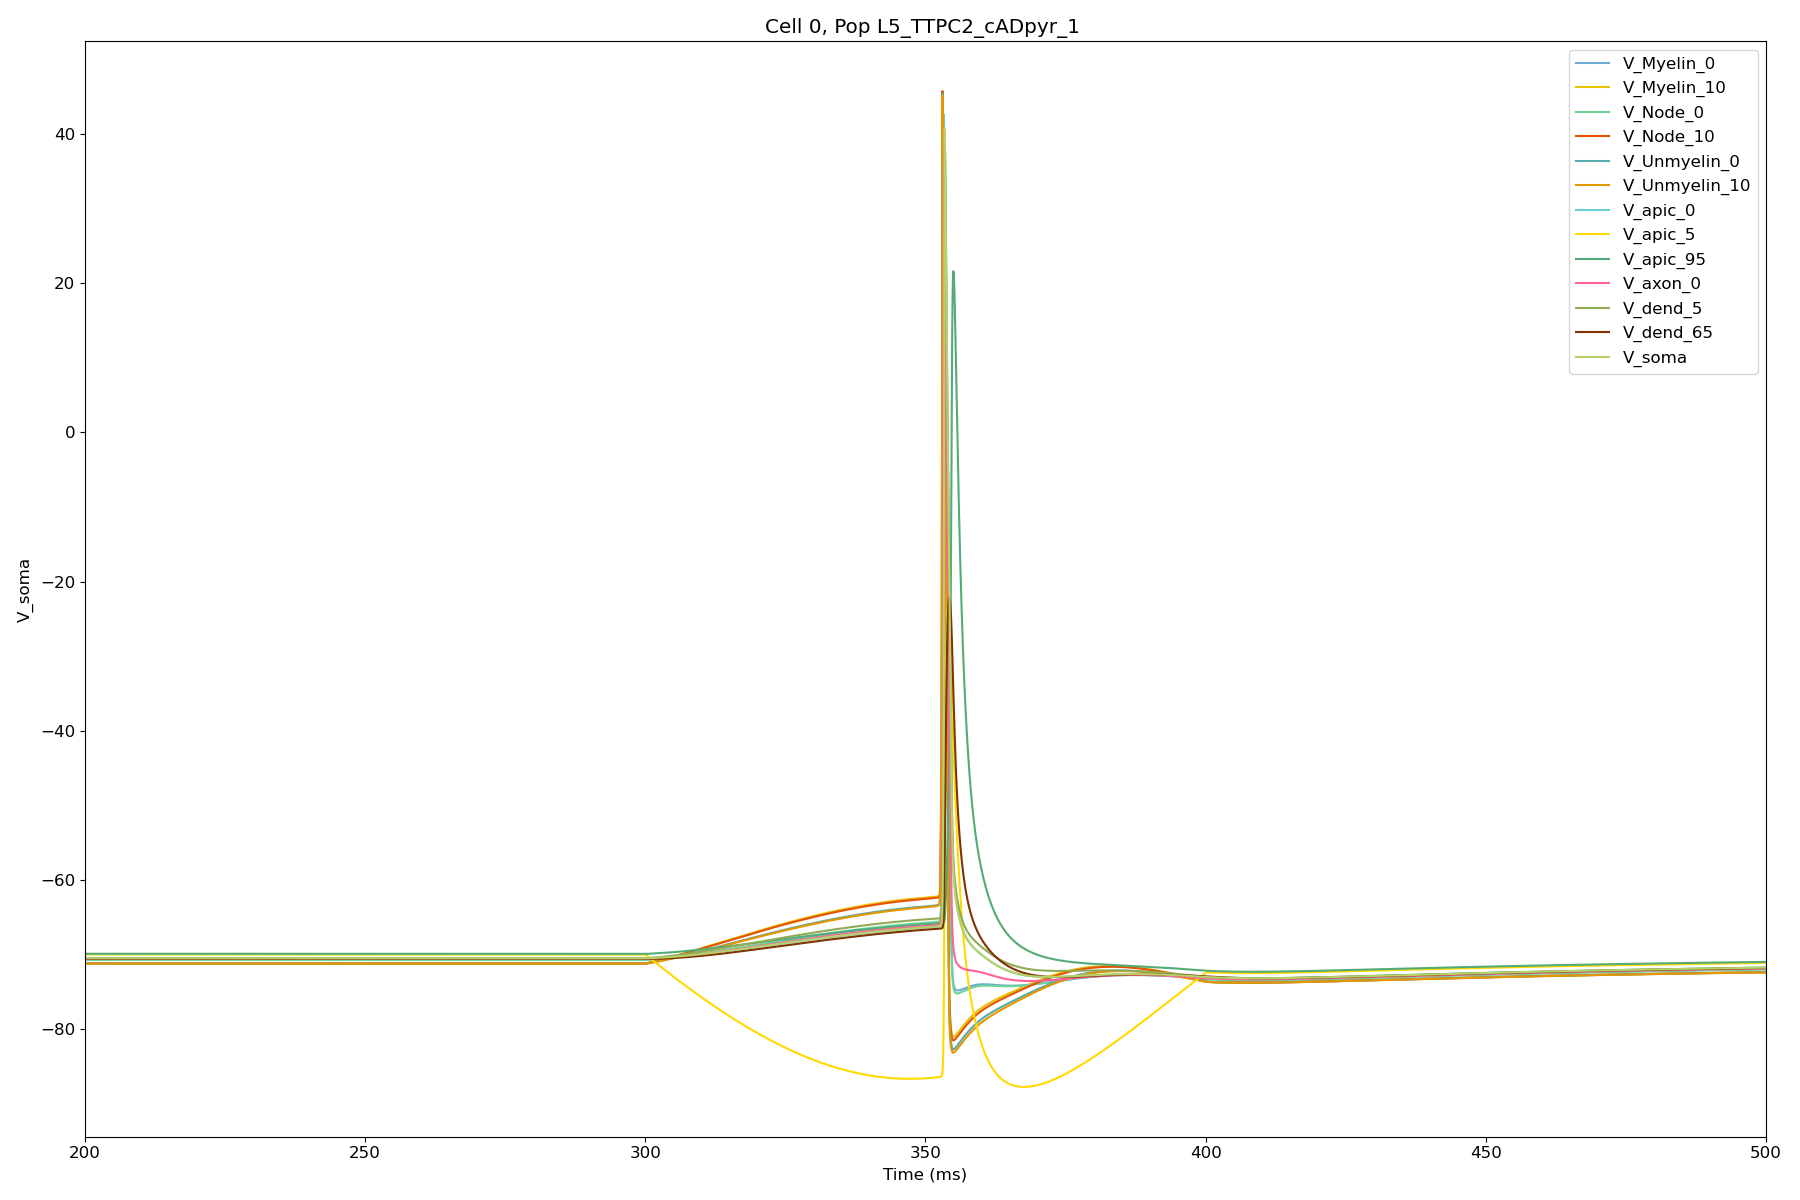 Cell 0, Pop L5_TTPC2_cADpyr_1
V_Myelin_0
V_Myelin_10
V_Node_0
V_Node_10
V_Unmyelin_0
V_Unmyelin_10
V_apic_0
V_apic_5
V_apic_95
V_axon_0
V_dend_5
V_dend_65
V_soma
40
20
0
−20
−40
−60
−80
V_soma
200
250
300
350
400
450
500
Time (ms)